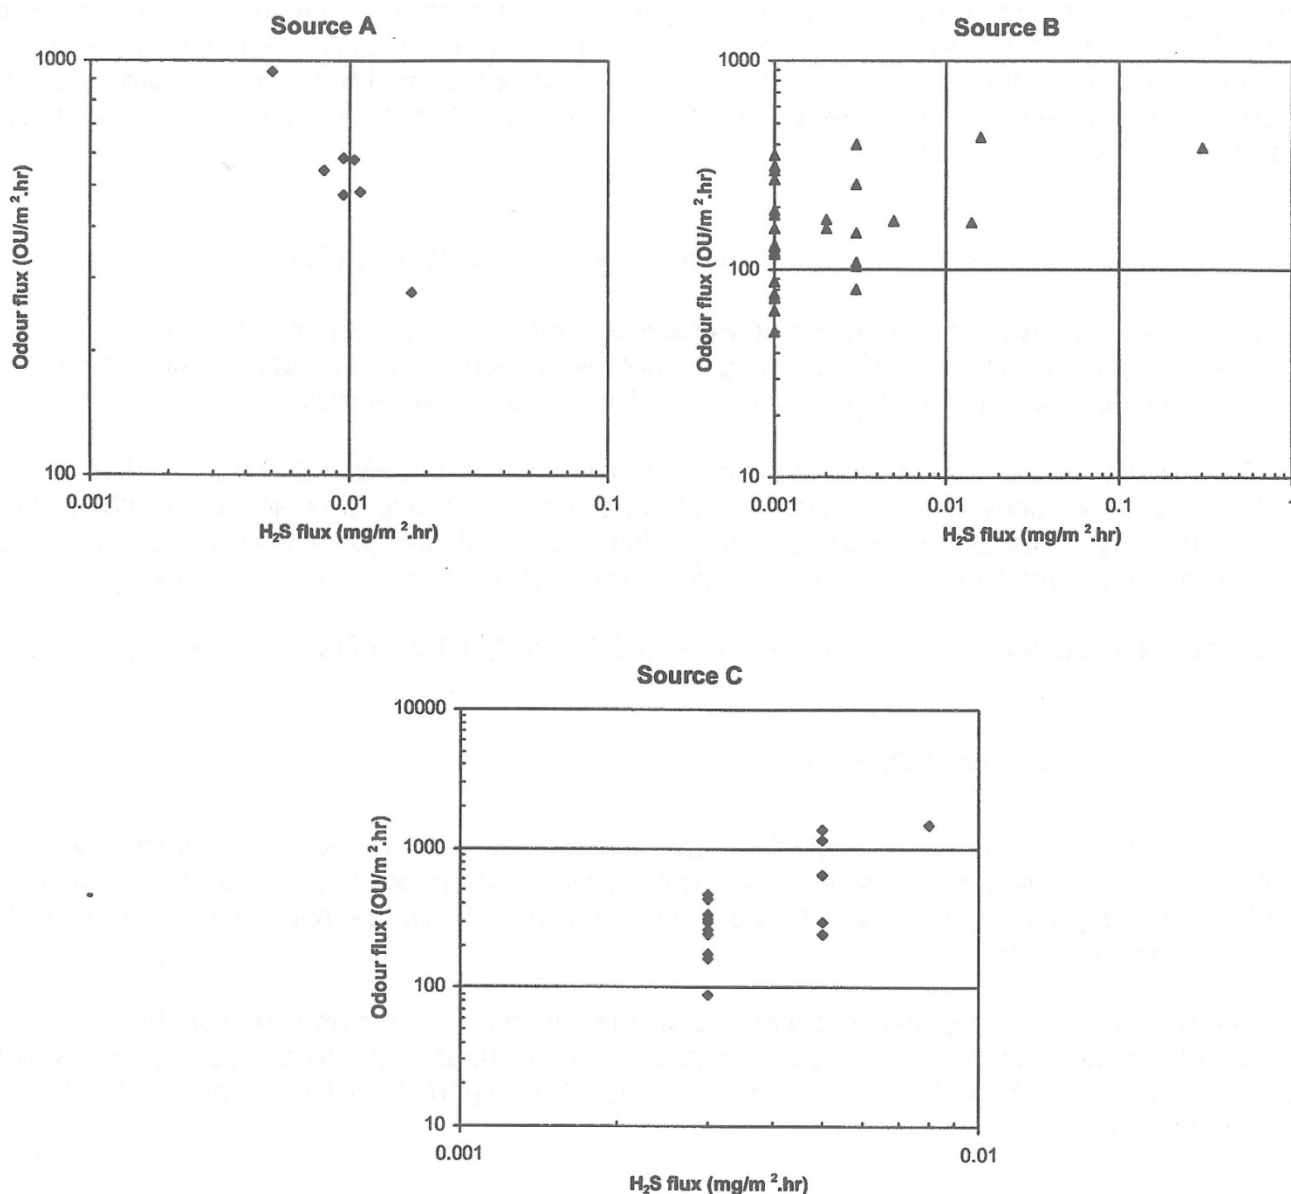 Source A
1000
100
0.001
0.01
0.1
Odour flux (OU/m².hr)
H₂S flux (mg/m².hr)
Source B
1000
100
10
0.001
0.01
0.1
1
Odour flux (OU/m².hr)
H₂S flux (mg/m².hr)
Source C
10000
1000
100
10
0.001
0.01
Odour flux (OU/m².hr)
H₂S flux (mg/m².hr)